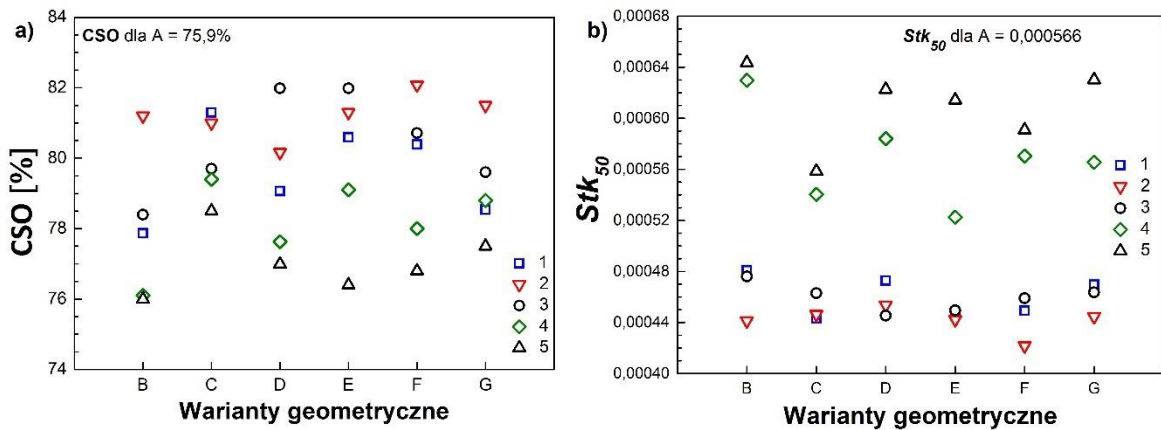 a)
CSO dla A = 75,9%
84
82
80
78
76
74
CSO [%]
B C D E F G
Warianty geometryczne
1
2
3
4
5
b)
Stk50 dla A = 0,000566
0,00068
0,00064
0,00060
0,00056
0,00052
0,00048
0,00044
0,00040
Stk50
B C D E F G
Warianty geometryczne
1
2
3
4
5